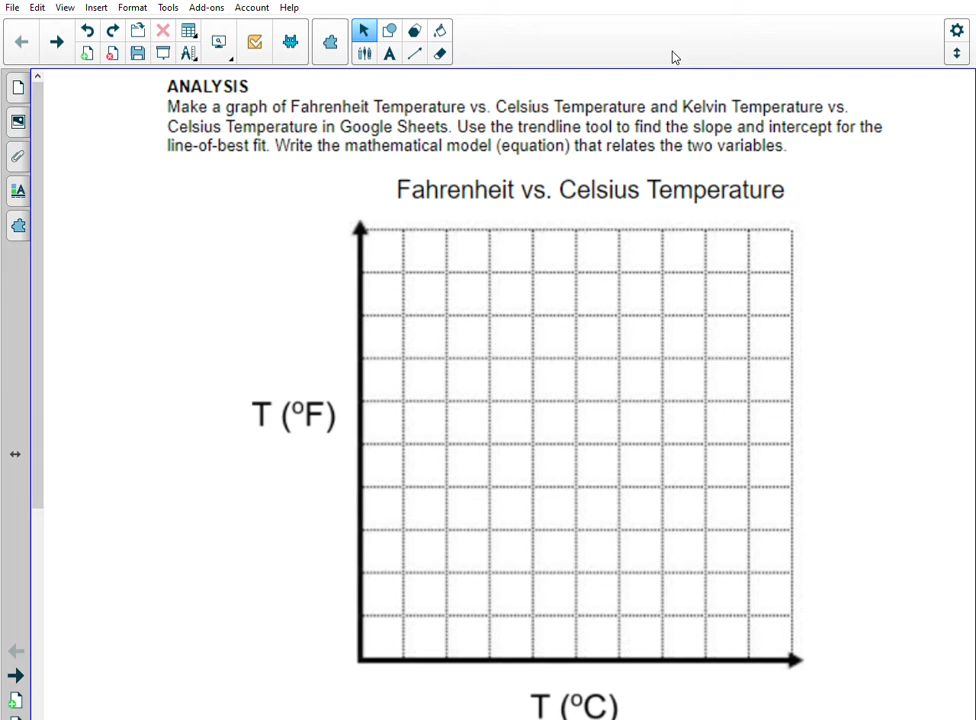 File Edit View Insert Format Tools Add-ons Account Help
ANALYSIS
Make a graph of Fahrenheit Temperature vs. Celsius Temperature and Kelvin Temperature vs.
Celsius Temperature in Google Sheets. Use the trendline tool to find the slope and intercept for the
line-of-best fit. Write the mathematical model (equation) that relates the two variables.
Fahrenheit vs. Celsius Temperature
T (ºF)
T (ºC)